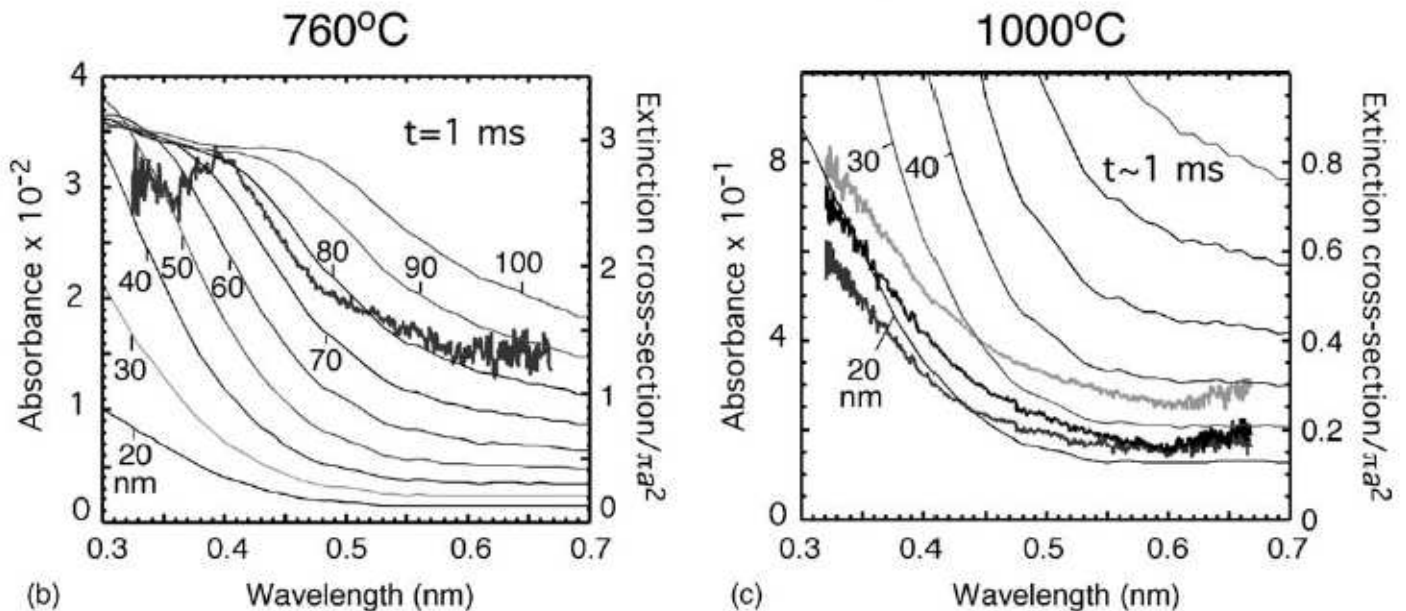 760°C
1000°C
4
3
2
1
0
Absorbance x 10⁻²
t=1 ms
3
2
1
0
Extinction cross-section/πa²
20
nm
30
40
50
60
70
80
90
100
0.3 0.4 0.5 0.6 0.7
(b) Wavelength (nm)
8
4
0
Absorbance x 10⁻¹
30
40
t~1 ms
20
nm
0.8
0.6
0.4
0.2
0
Extinction cross-section/πa²
0.3 0.4 0.5 0.6 0.7
(c) Wavelength (nm)